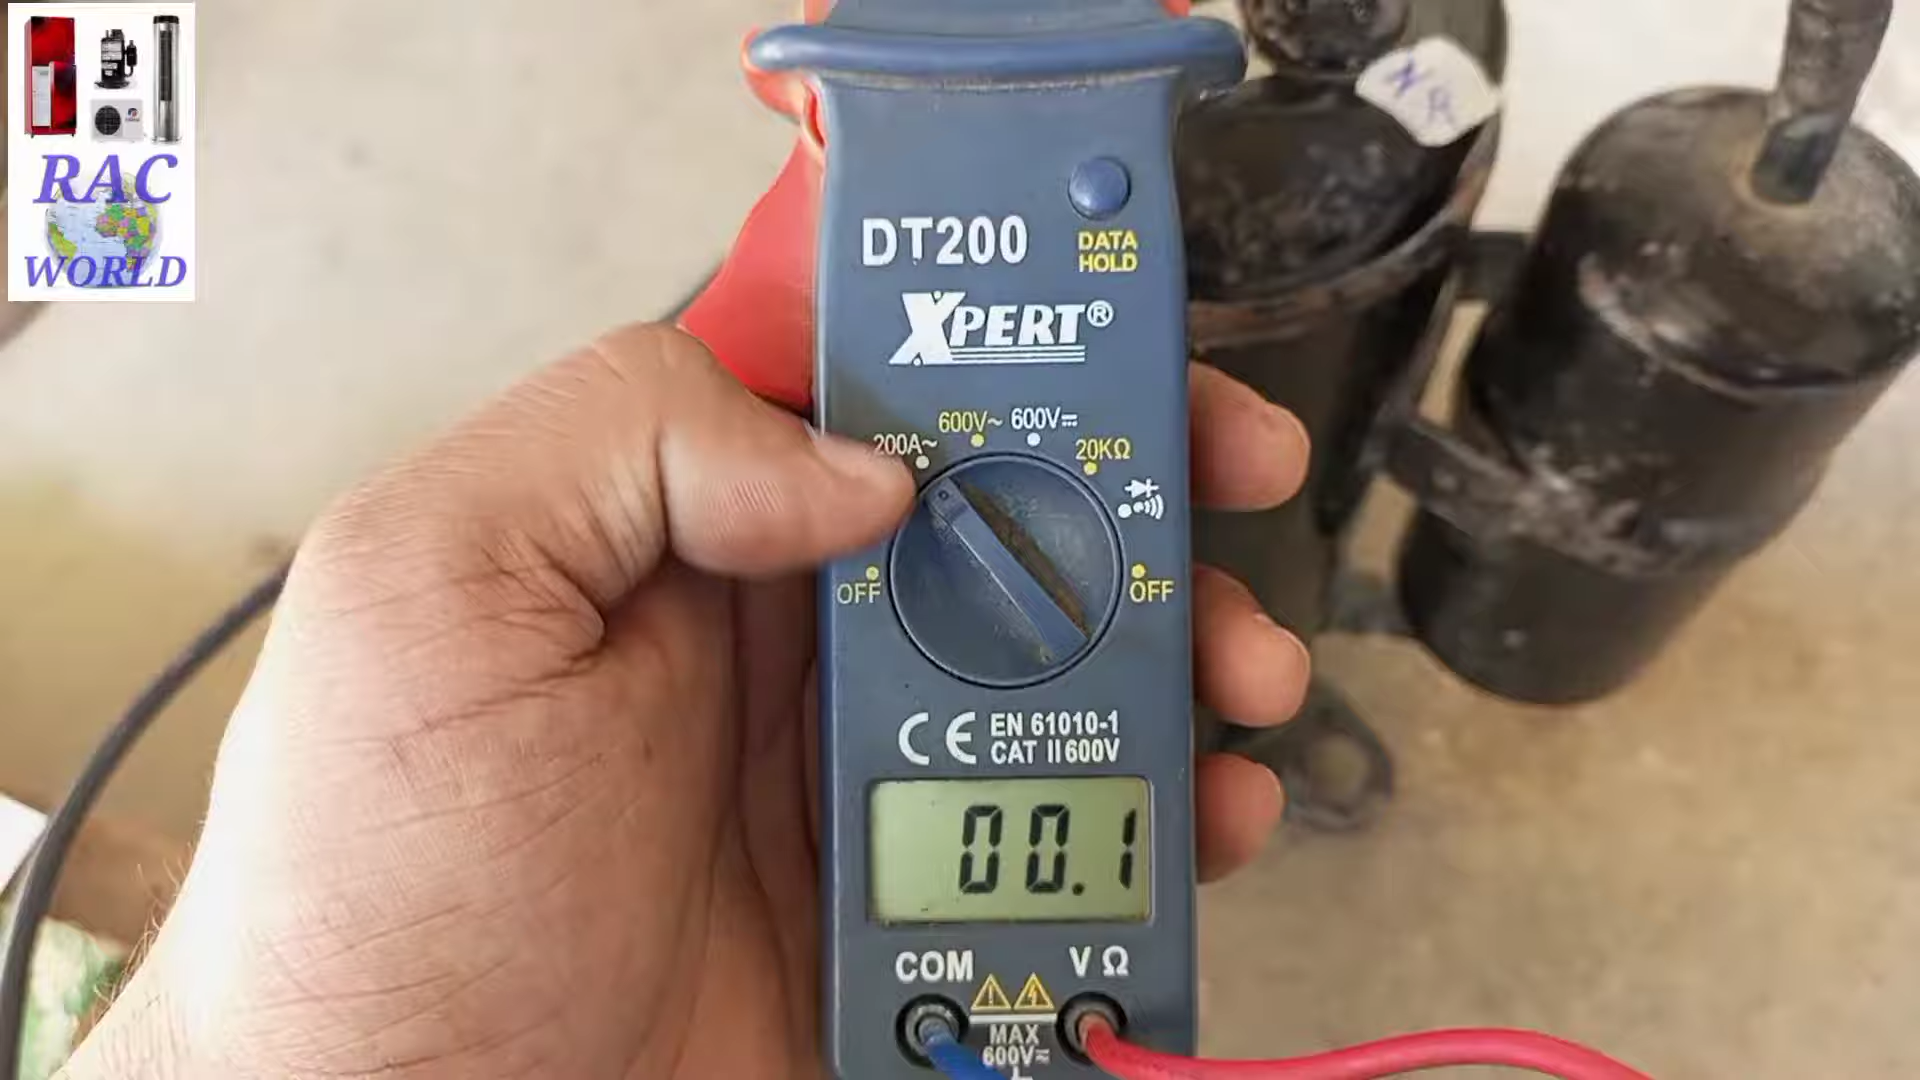 RAC
WORLD
DT200
DATA
HOLD
XPERT®
200A~
600V~
600V⎓
20KΩ
OFF
OFF
CE
EN 61010-1
CAT II 600V
00.1
COM
VΩ
MAX
600V≂